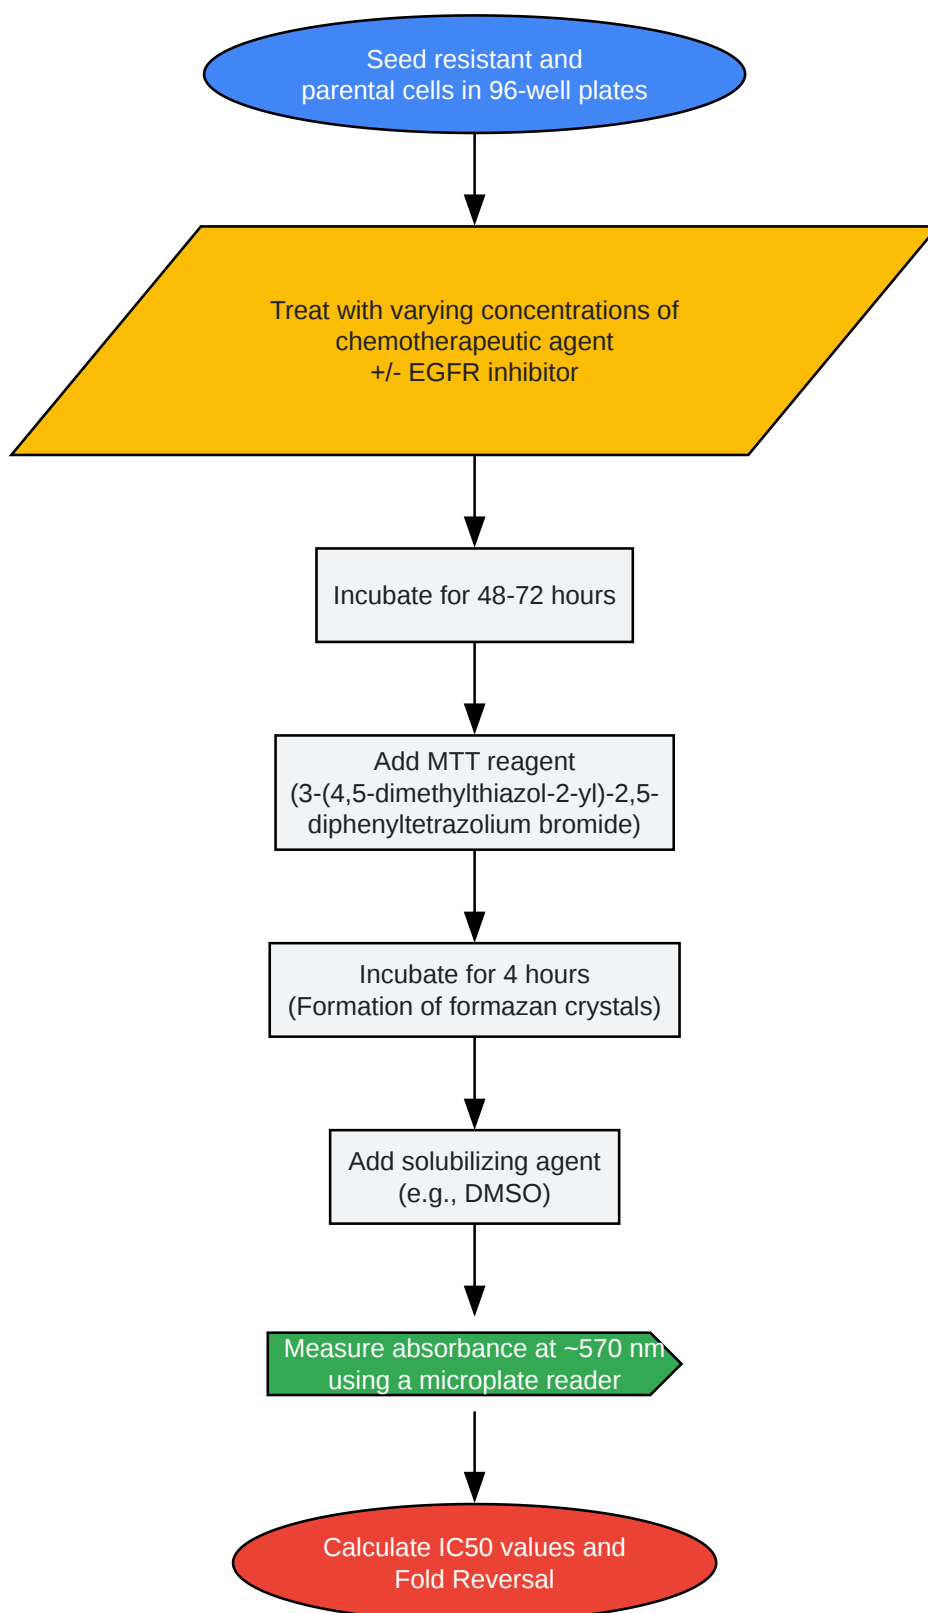 Seed resistant and
parental cells in 96-well plates
Treat with varying concentrations of
chemotherapeutic agent
+/- EGFR inhibitor
Incubate for 48-72 hours
Add MTT reagent
(3-(4,5-dimethylthiazol-2-yl)-2,5-
diphenyltetrazolium bromide)
Incubate for 4 hours
(Formation of formazan crystals)
Add solubilizing agent
(e.g., DMSO)
Measure absorbance at ~570 nm
using a microplate reader
Calculate IC50 values and
Fold Reversal